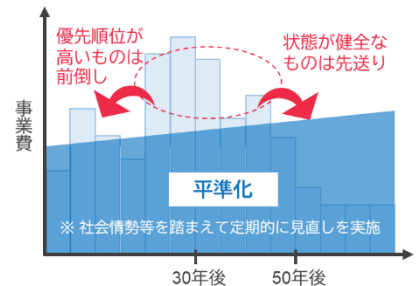 優先順位が
高いものは
前倒し
状態が健全な
ものは先送り
事業費
平準化
※ 社会情勢等を踏まえて定期的に見直しを実施
30年後
50年後